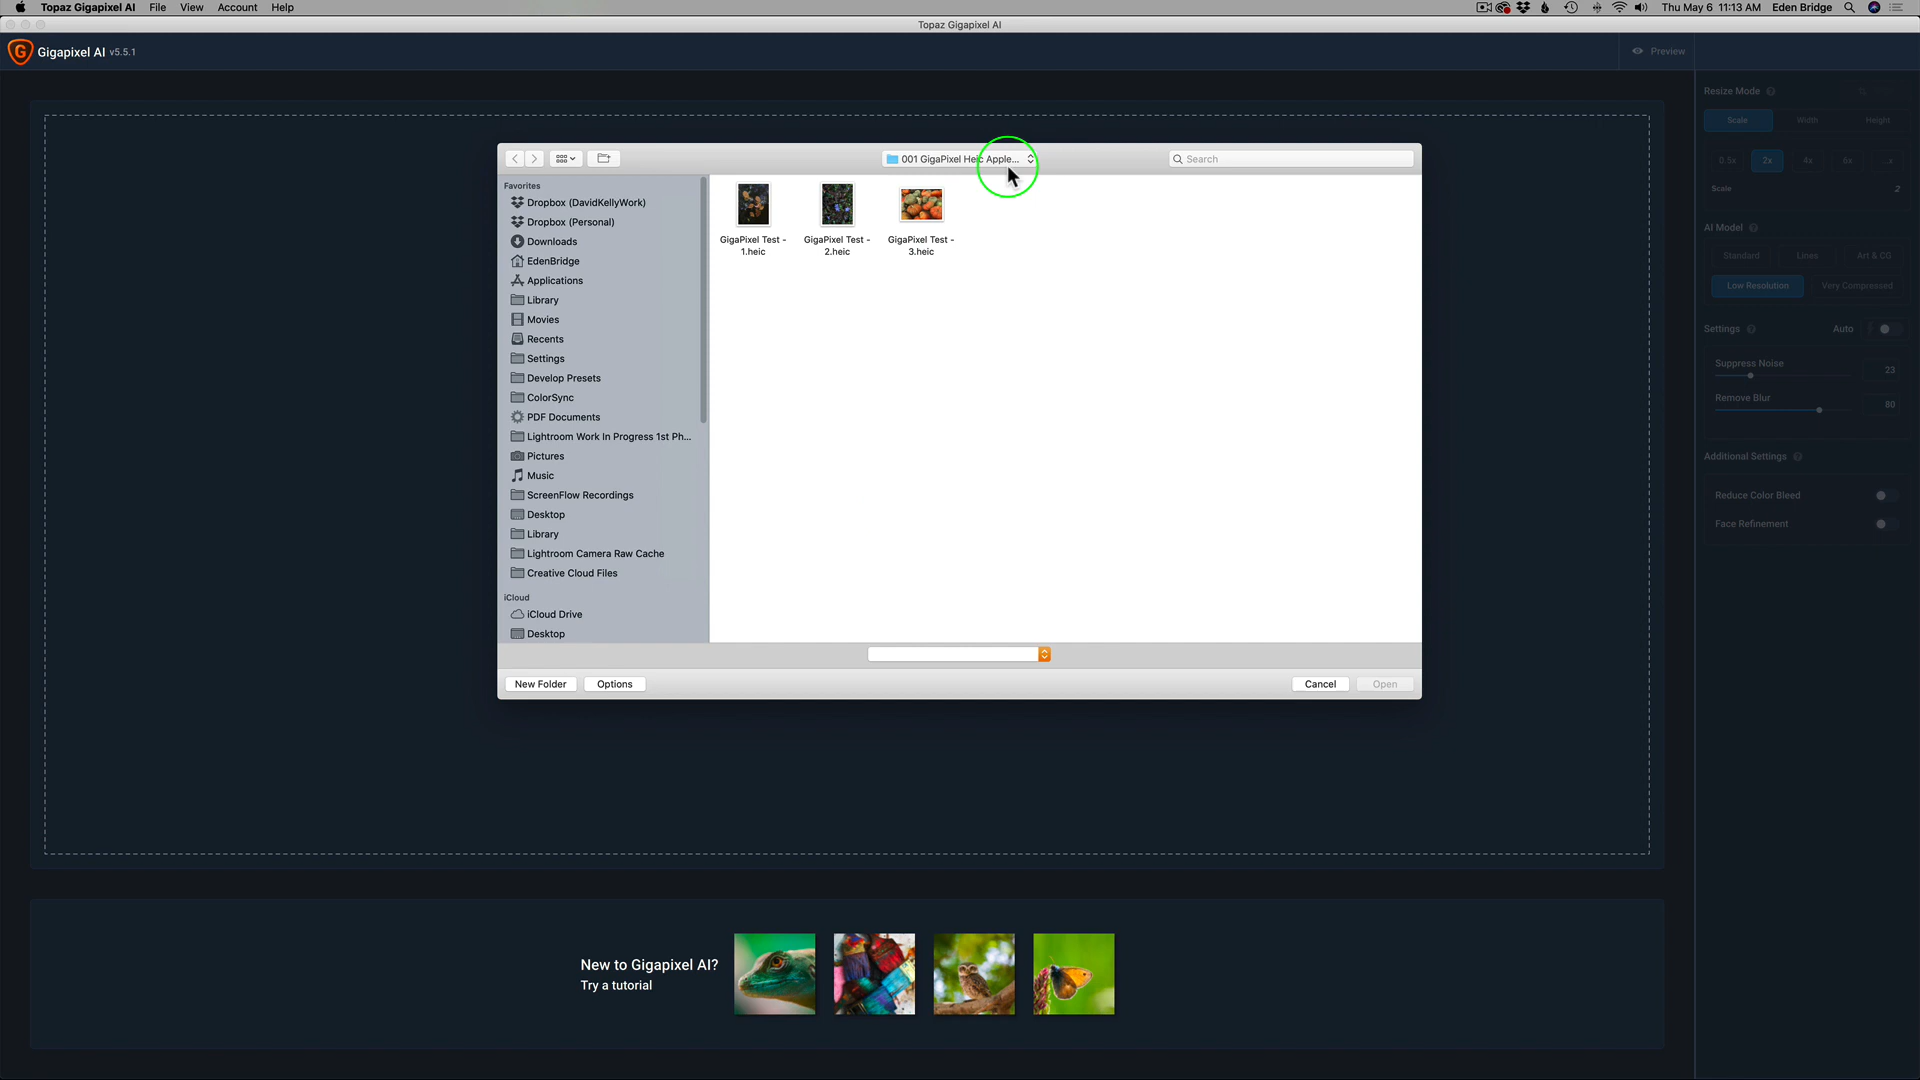 Topaz Gigapixel AI File View Account Help
Thu May 6 11:13 AM Eden Bridge
Topaz Gigapixel AI
Gigapixel AI v5.5.1
Preview
Resize Mode
Scale Width Height
0.5x 2x 4x 6x
Scale 2
AI Model
Standard Lines Art & CG
Low Resolution Very Compressed
Settings Auto
Suppress Noise 23
Remove Blur 80
Additional Settings
Reduce Color Bleed
Face Refinement
001 GigaPixel Heic Apple...
Search
Favorites
Dropbox (DavidKellyWork)
Dropbox (Personal)
Downloads
EdenBridge
Applications
Library
Movies
Recents
Settings
Develop Presets
ColorSync
PDF Documents
Lightroom Work In Progress 1st Ph...
Pictures
Music
ScreenFlow Recordings
Desktop
Library
Lightroom Camera Raw Cache
Creative Cloud Files
iCloud
iCloud Drive
Desktop
GigaPixel Test -
1.heic
GigaPixel Test -
2.heic
GigaPixel Test -
3.heic
New Folder Options Cancel Open
New to Gigapixel AI?
Try a tutorial